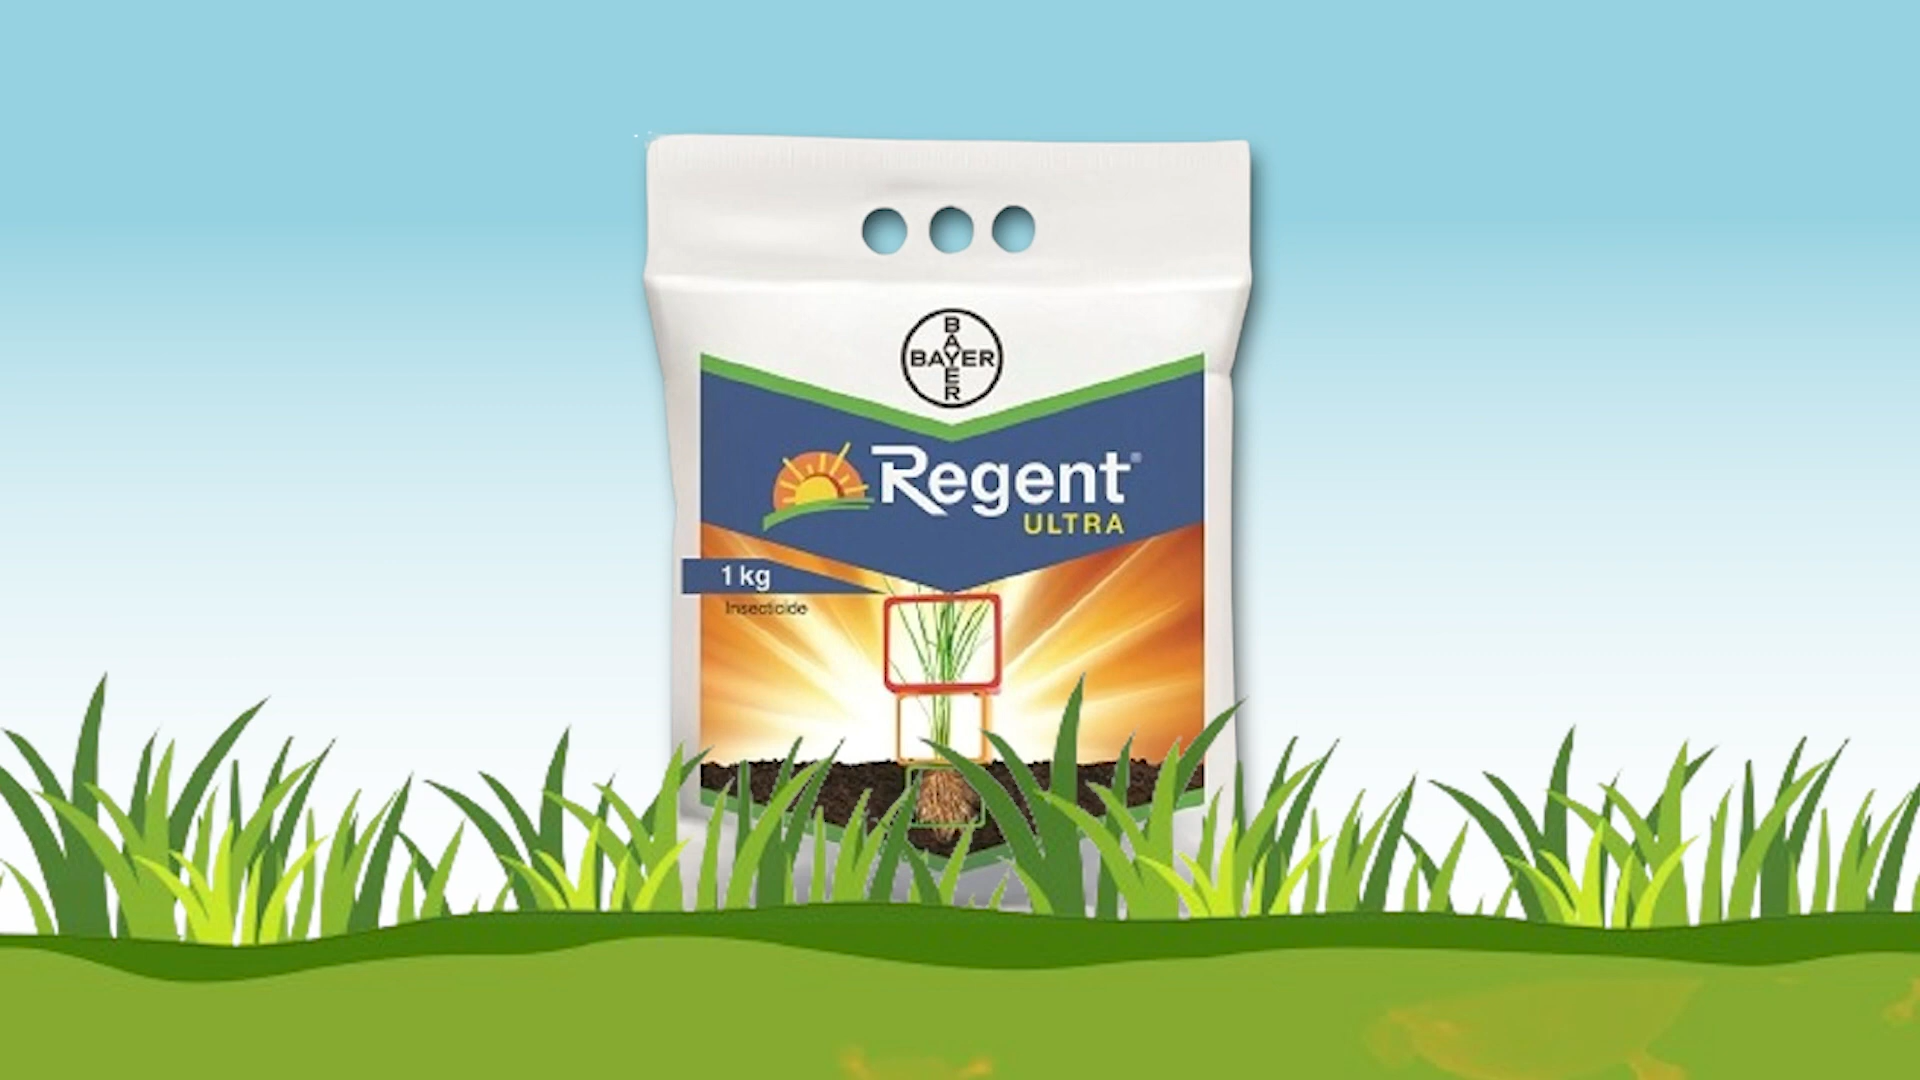 BAYER
BAYER
Regent®
ULTRA
1 kg
Insecticide